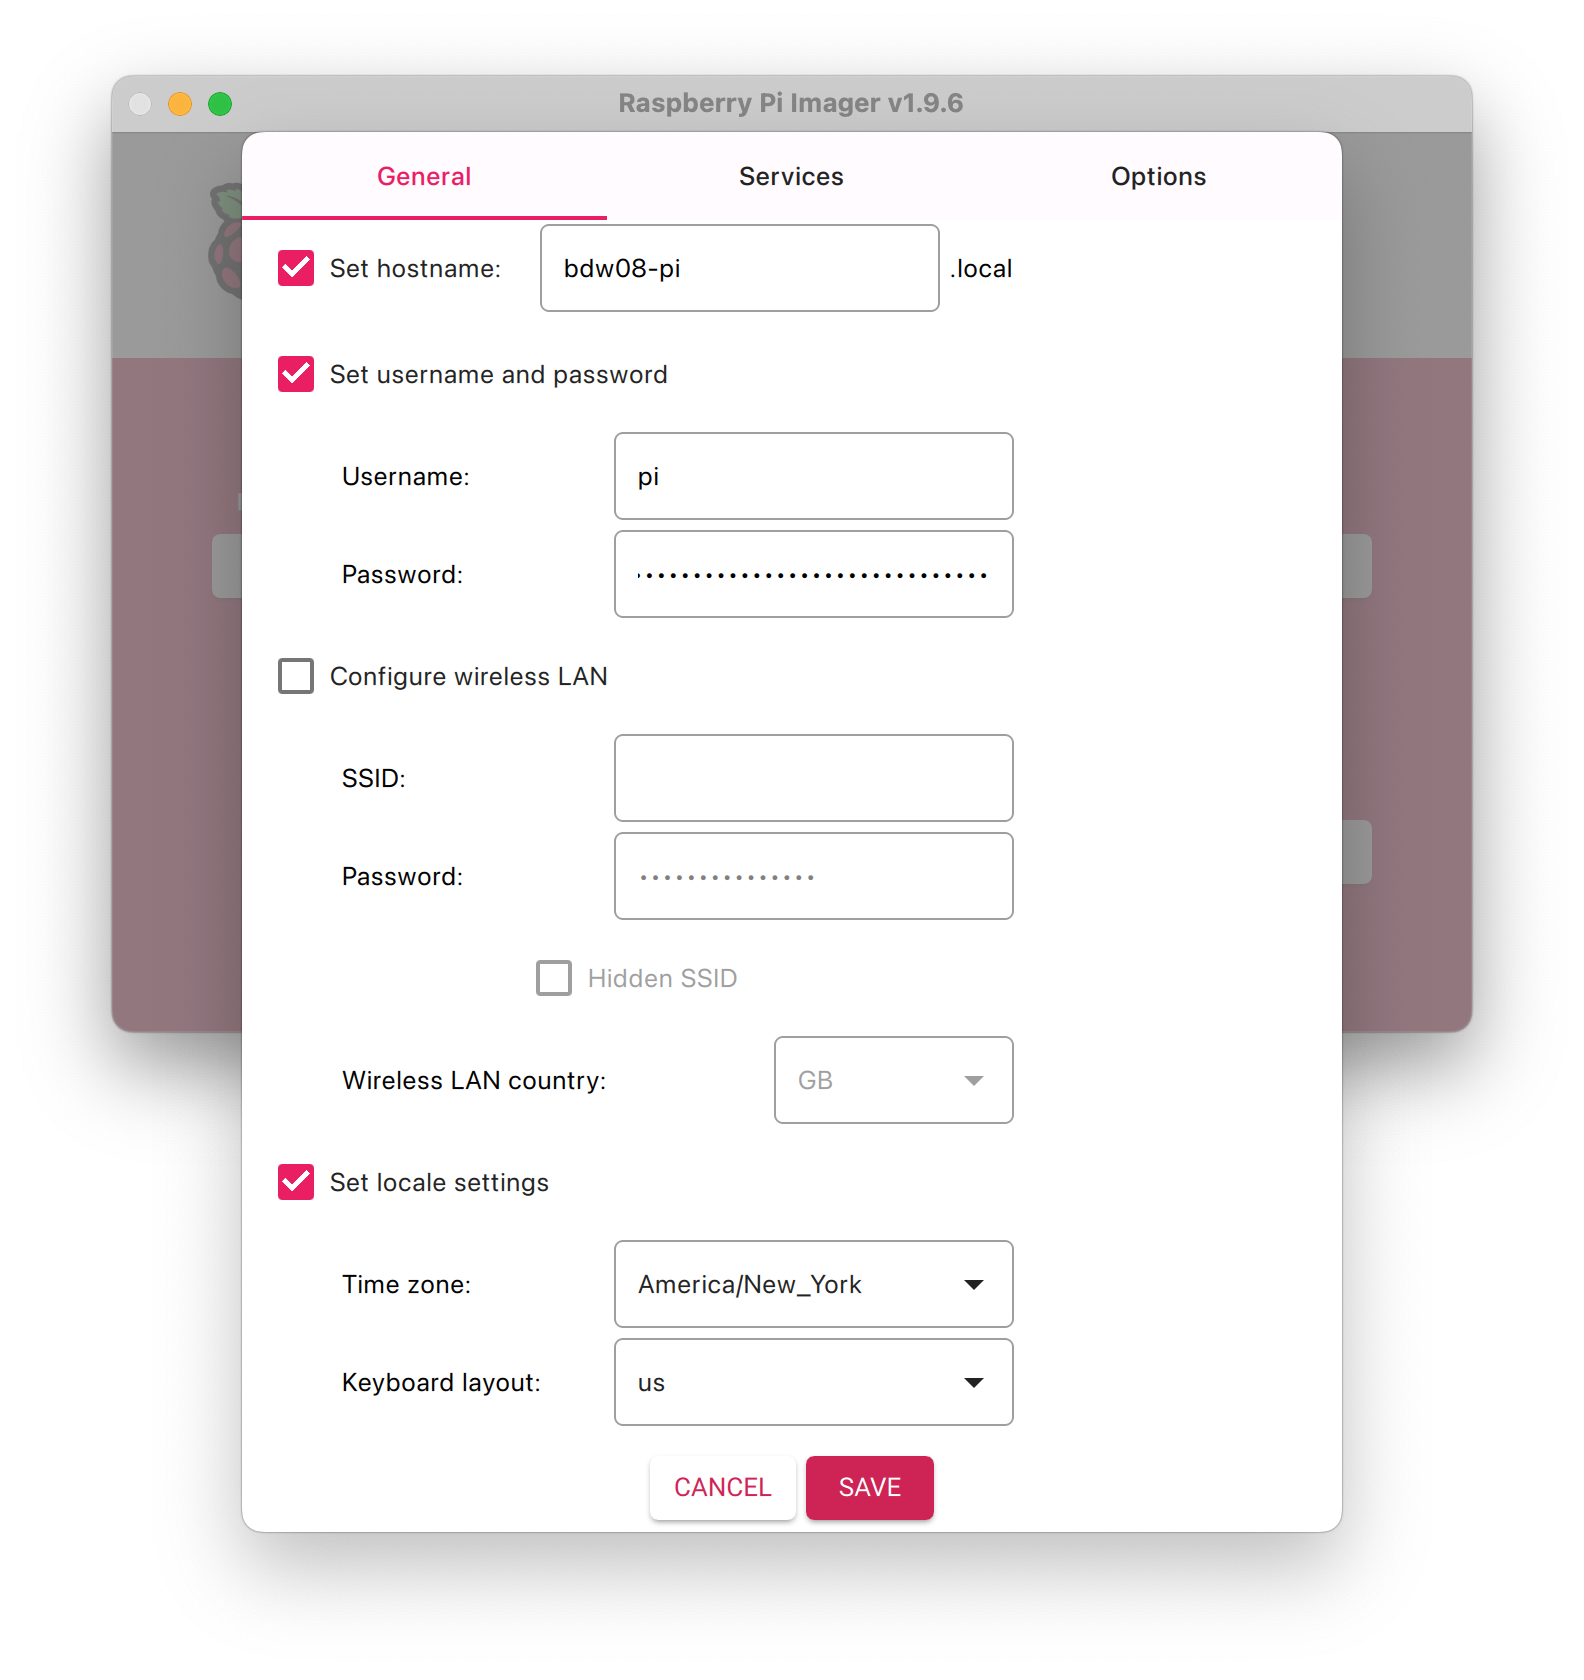 Raspberry Pi Imager v1.9.6
General Services Options
Set hostname: bdw08-pi .local
Set username and password
Username: pi
Password: ••••••••••••••••••••••••••••••
Configure wireless LAN
SSID:
Password: •••••••••••••••
Hidden SSID
Wireless LAN country: GB
Set locale settings
Time zone: America/New_York
Keyboard layout: us
CANCEL SAVE